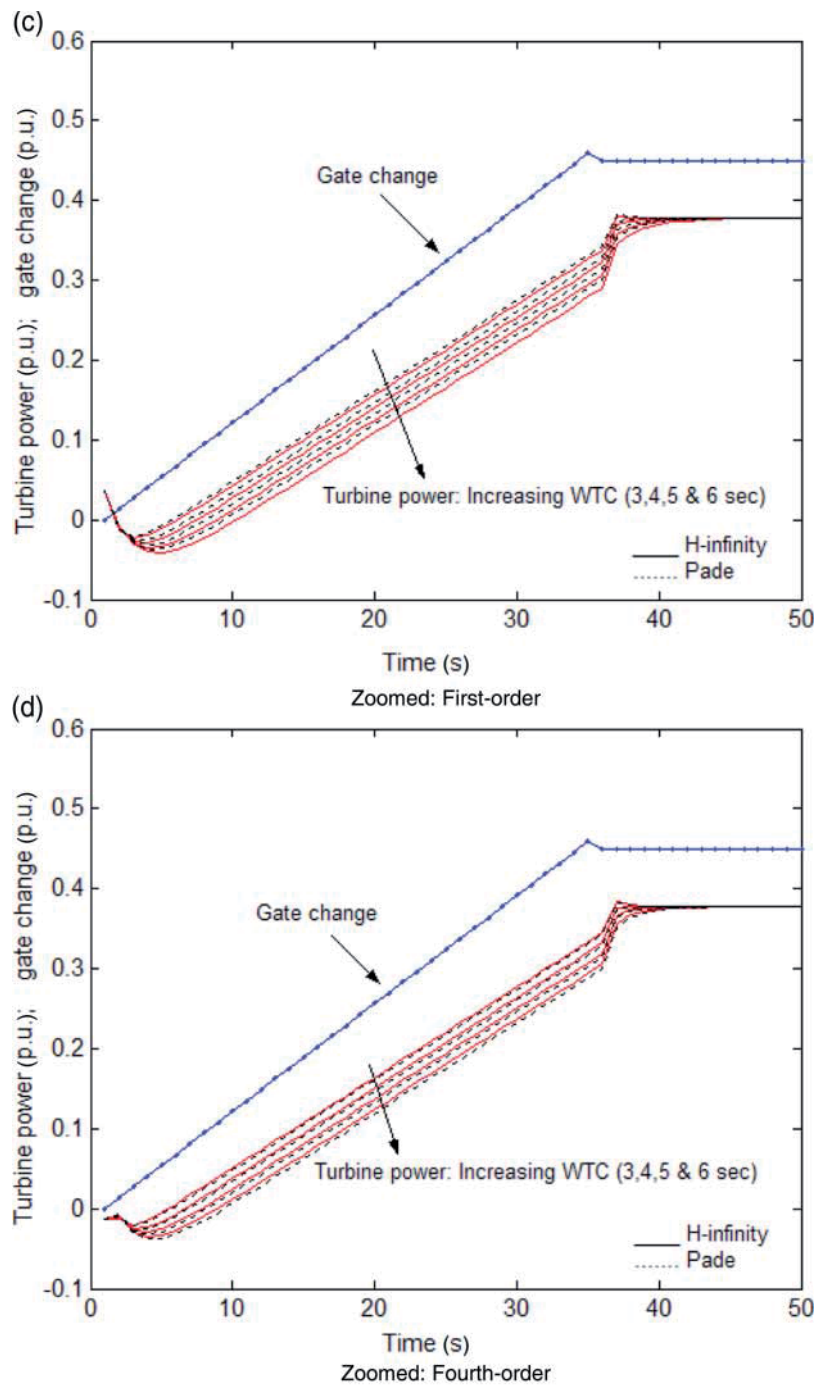 (c)
0.6
0.5
0.4
0.3
0.2
0.1
0
-0.1
Turbine power (p.u.); gate change (p.u.)
Gate change
Turbine power: Increasing WTC (3,4,5 & 6 sec)
H-infinity
Pade
0 10 20 30 40 50
Time (s)
Zoomed: First-order
(d)
0.6
0.5
0.4
0.3
0.2
0.1
0
-0.1
Turbine power (p.u.); gate change (p.u.)
Gate change
Turbine power: Increasing WTC (3,4,5 & 6 sec)
H-infinity
Pade
0 10 20 30 40 50
Time (s)
Zoomed: Fourth-order